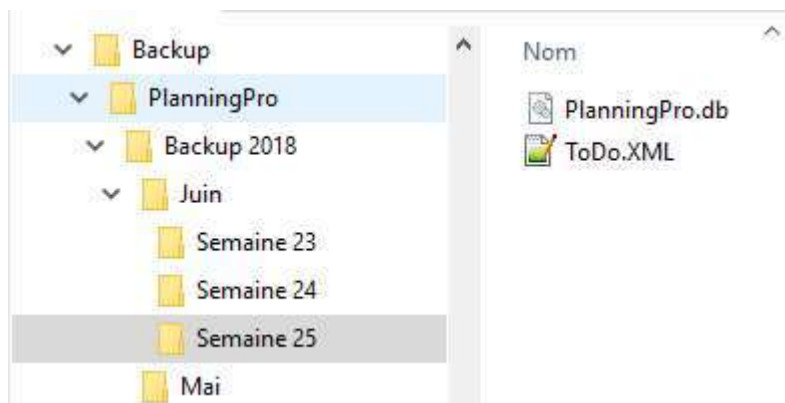 Backup
PlanningPro
Backup 2018
Juin
Semaine 23
Semaine 24
Semaine 25
Mai
Nom
PlanningPro.db
ToDo.XML